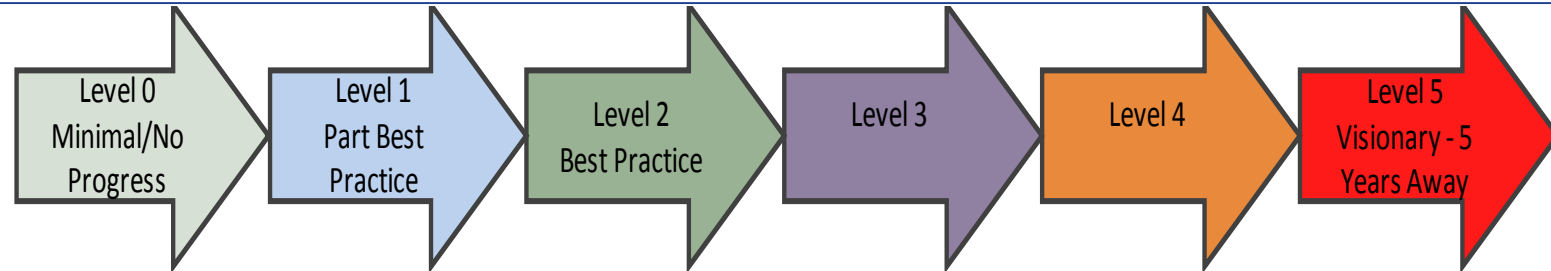 Level 0
Minimal/No
Progress
Level 1
Part Best
Practice
Level 2
Best Practice
Level 3
Level 4
Level 5
Visionary - 5
Years Away